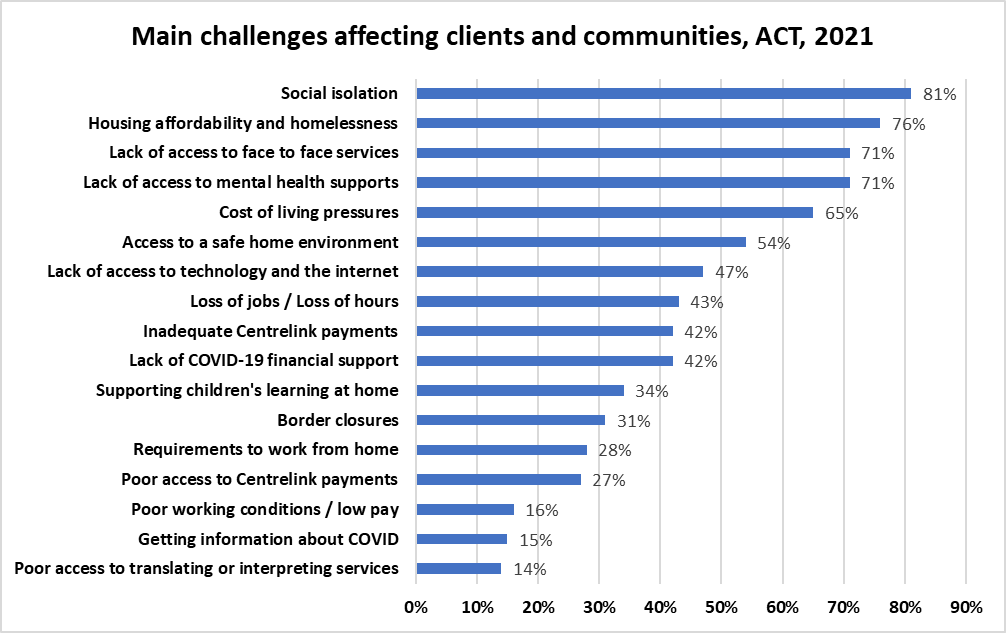 Main challenges affecting clients and communities, ACT, 2021
Social isolation 81%
Housing affordability and homelessness 76%
Lack of access to face to face services 71%
Lack of access to mental health supports 71%
Cost of living pressures 65%
Access to a safe home environment 54%
Lack of access to technology and the internet 47%
Loss of jobs / Loss of hours 43%
Inadequate Centrelink payments 42%
Lack of COVID-19 financial support 42%
Supporting children's learning at home 34%
Border closures 31%
Requirements to work from home 28%
Poor access to Centrelink payments 27%
Poor working conditions / low pay 16%
Getting information about COVID 15%
Poor access to translating or interpreting services 14%
0% 10% 20% 30% 40% 50% 60% 70% 80% 90%